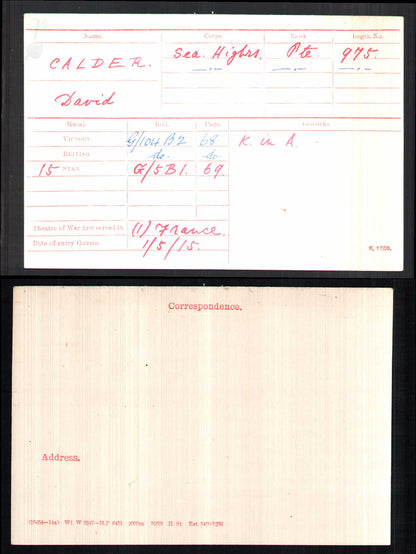 Name. Corps. Rank. Regtl. No.
CALDER. Sea. Highrs. Pte. 975.
David
Medal. Roll. Page. Remarks
VICTORY G/104 B2 68 K. in A.
BRITISH do. do.
15 STAR G/5 B1. 69.
Theatre of War first served in (1) France.
Date of entry therein 1/5/15.
K. 1380.
Correspondence.
Address.